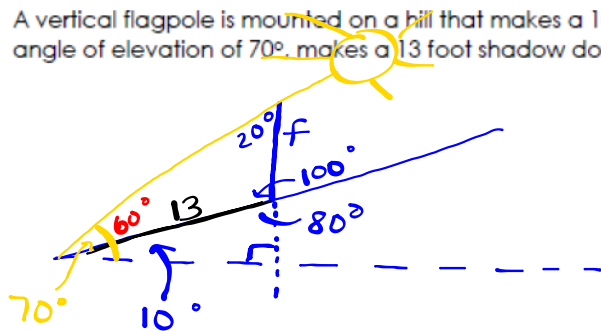 A vertical flagpole is mounted on a hill that makes a 1
angle of elevation of 70°, makes a 13 foot shadow do
20° f
100°
60° 13
80°
70° 10°